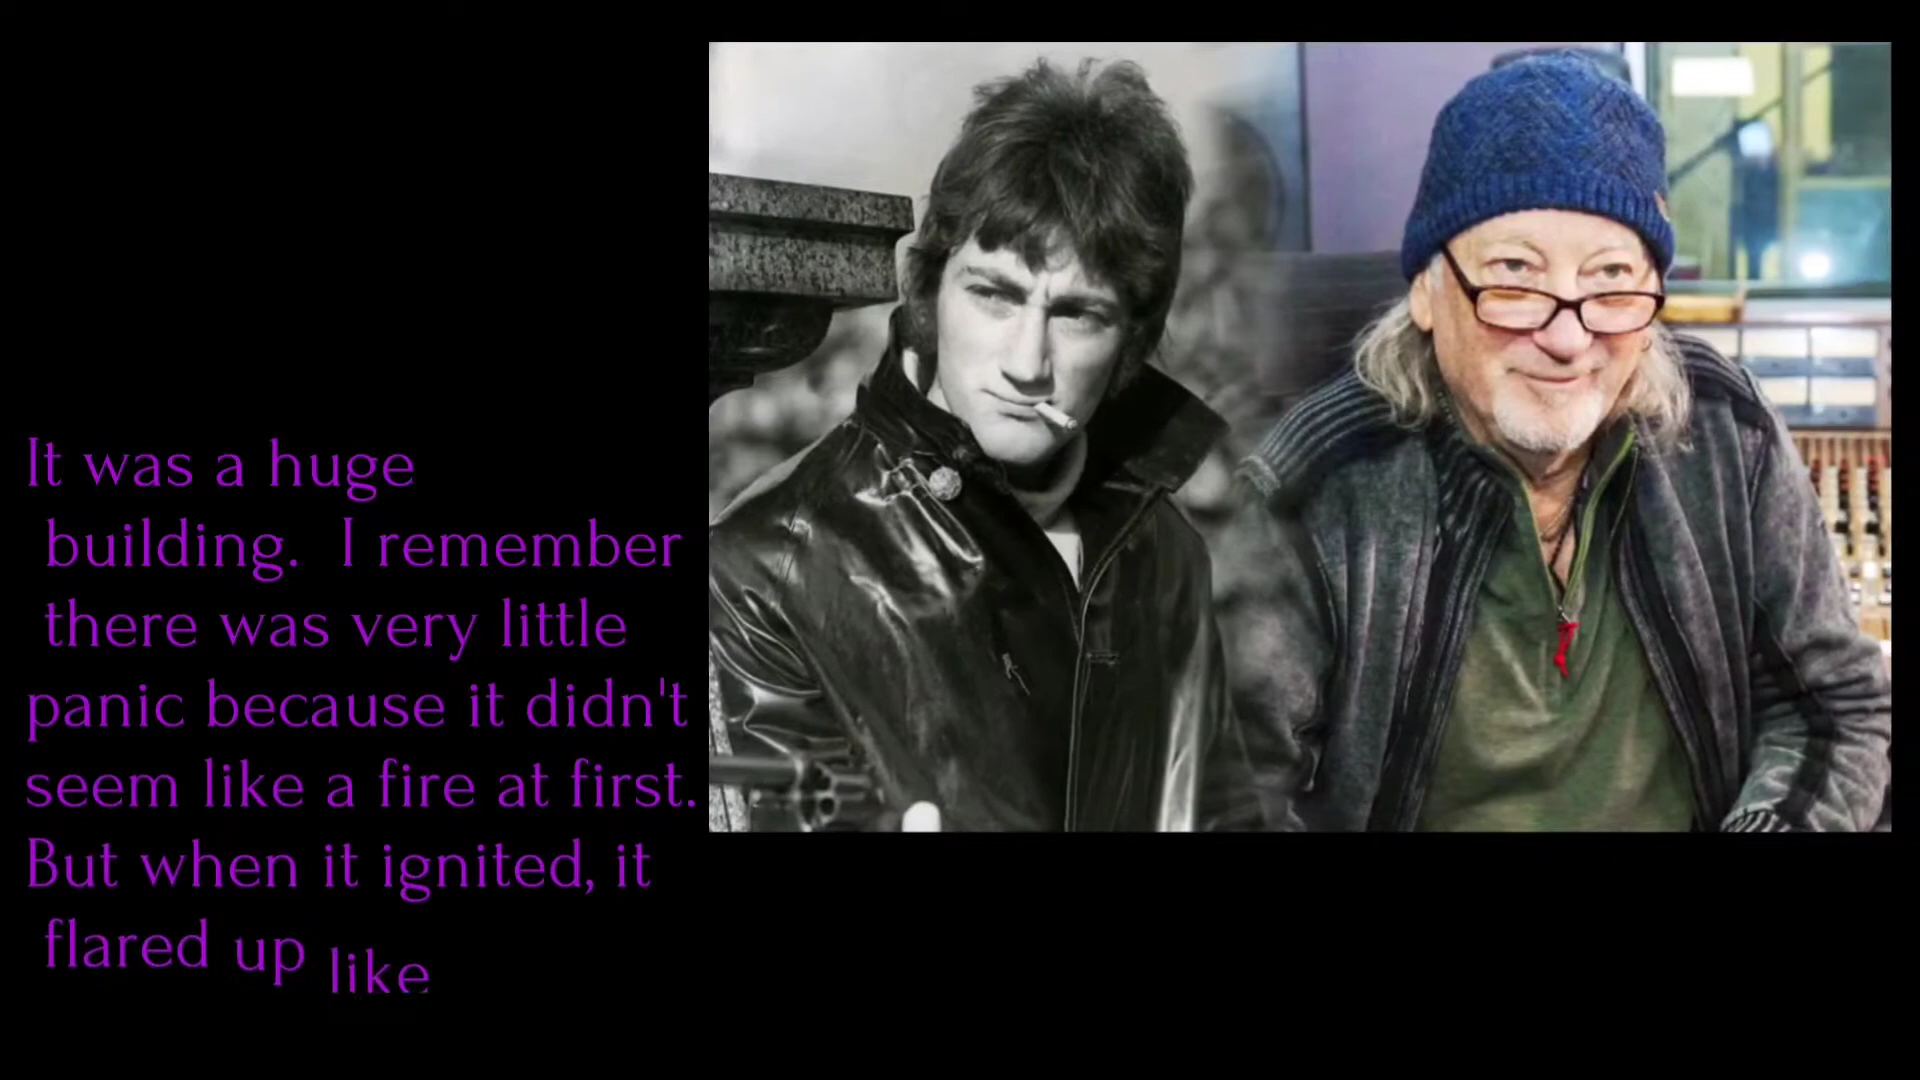 It was a huge
building. I remember
there was very little
panic because it didn't
seem like a fire at first.
But when it ignited, it
flared up like